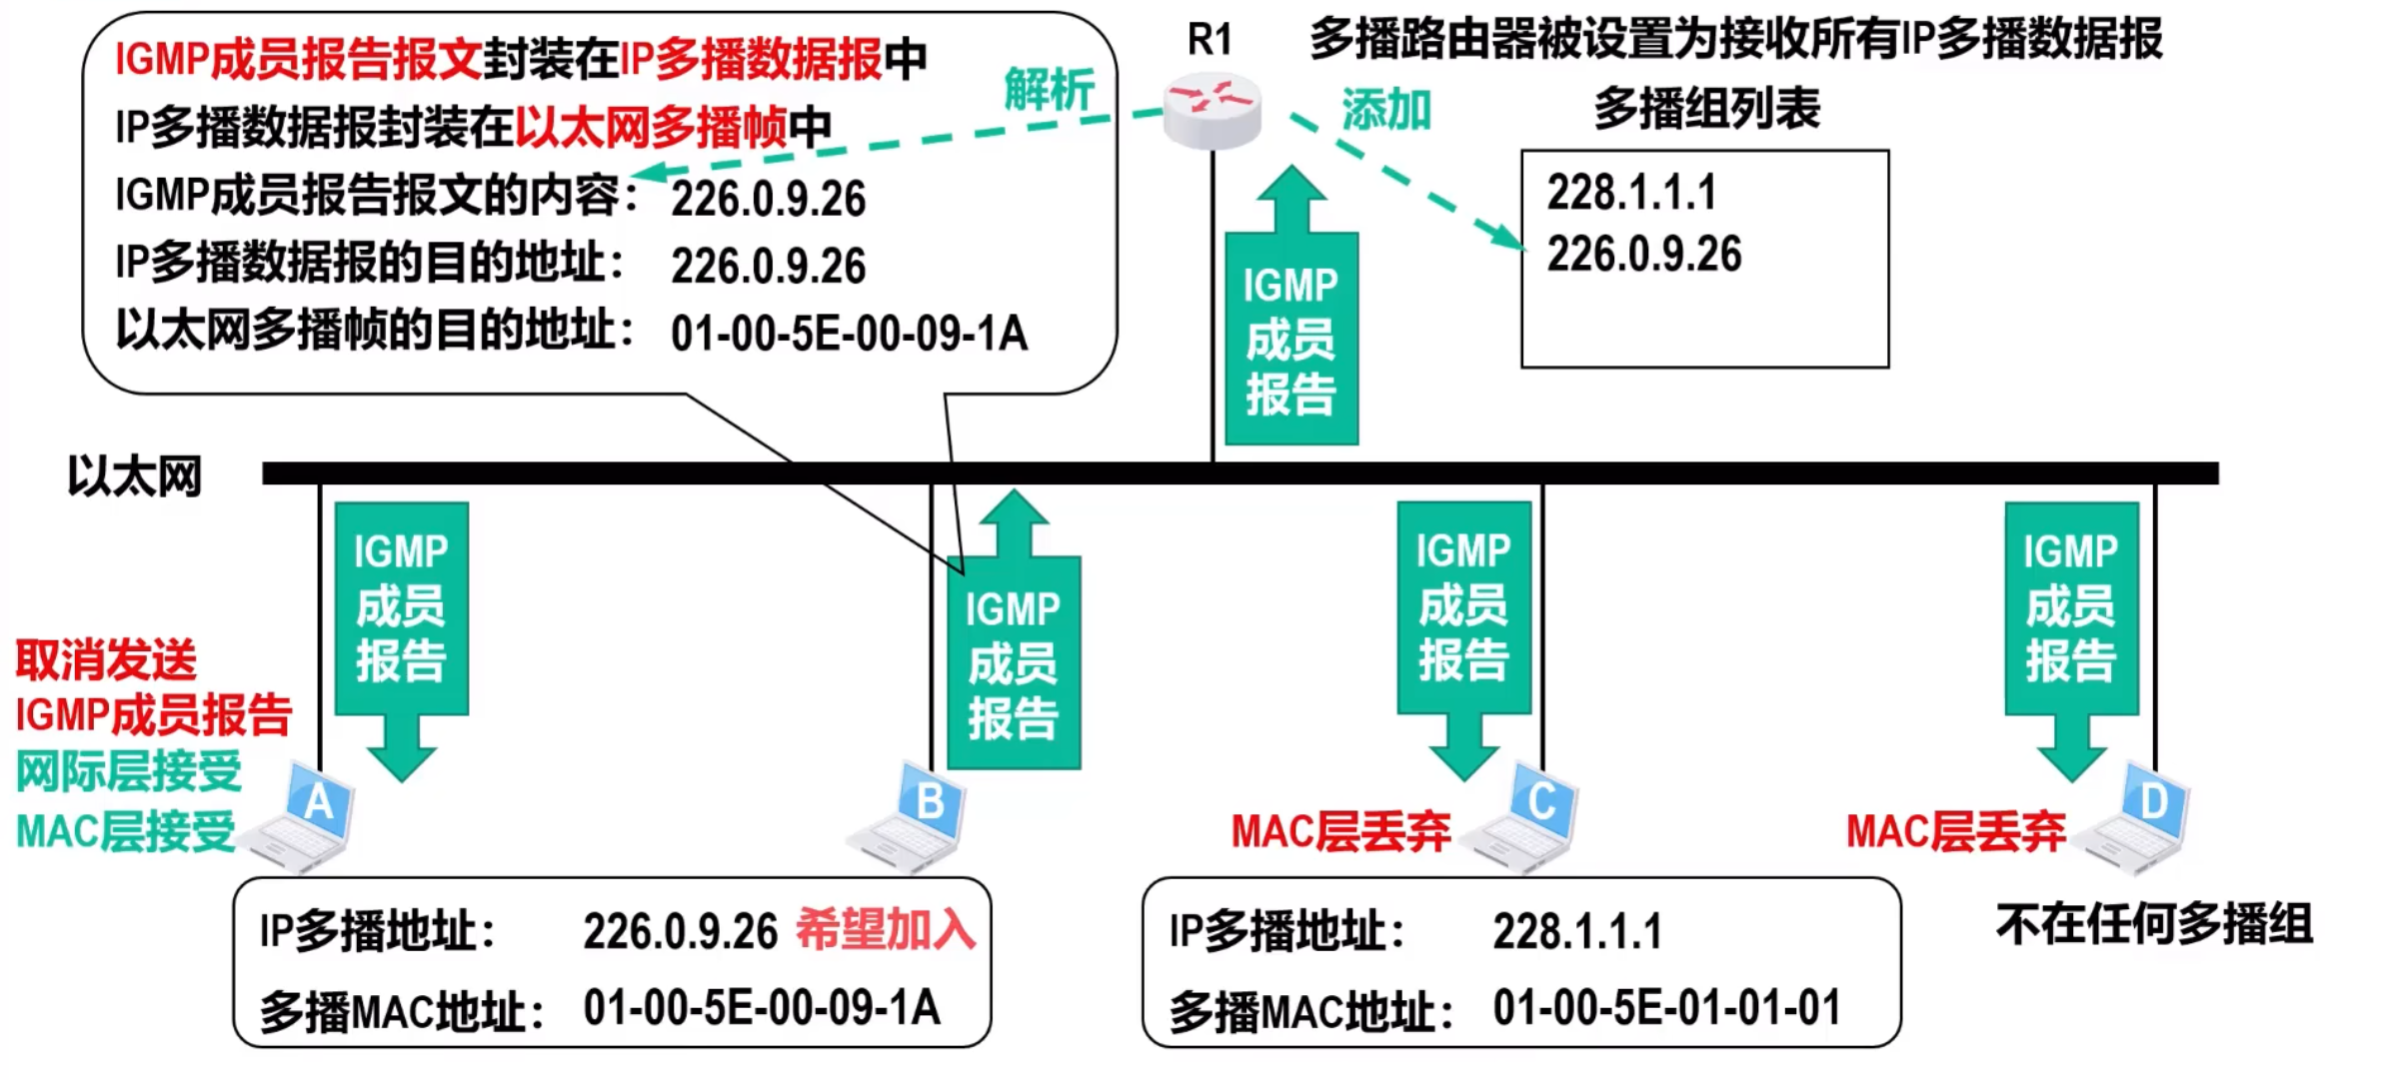 IGMP成员报告报文封装在IP多播数据报中
IP多播数据报封装在以太网多播帧中
IGMP成员报告报文的内容： 226.0.9.26
IP多播数据报的目的地址： 226.0.9.26
以太网多播帧的目的地址： 01-00-5E-00-09-1A
解析
R1
多播路由器被设置为接收所有IP多播数据报
添加
多播组列表
228.1.1.1
226.0.9.26
IGMP
成员
报告
以太网
IGMP
成员
报告
IGMP
成员
报告
IGMP
成员
报告
IGMP
成员
报告
取消发送
IGMP成员报告
网际层接受
MAC层接受
A
B
MAC层丢弃
C
MAC层丢弃
D
IP多播地址： 226.0.9.26 希望加入
多播MAC地址： 01-00-5E-00-09-1A
IP多播地址： 228.1.1.1
多播MAC地址： 01-00-5E-01-01-01
不在任何多播组